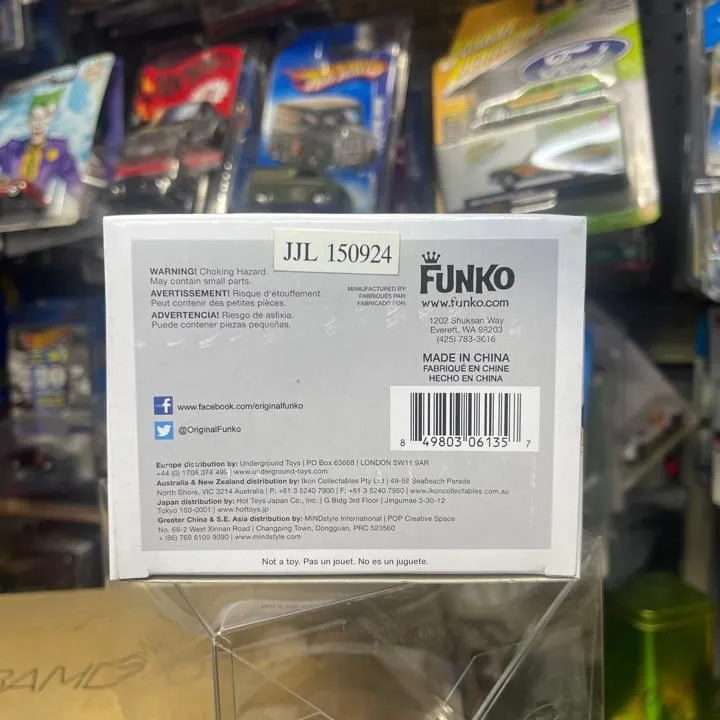 HOT WHEELS
Ford
JJL 150924
WARNING! Choking Hazard.
May contain small parts.
AVERTISSEMENT! Risque d'étouffement.
Peut contenir des petites pièces.
ADVERTENCIA! Riesgo de asfixia.
Puede contener piezas pequeñas.
MANUFACTURED BY:
FABRIQUÉS PAR:
FABRICADO POR:
FUNKO
www.funko.com
1202 Shuksan Way
Everett, WA 98203
(425) 783-3616
MADE IN CHINA
FABRIQUÉ EN CHINE
HECHO EN CHINA
f www.facebook.com/originalfunko
@OriginalFunko
8 49803 06135 7
Europe distribution by: Underground Toys | PO Box 63668 | LONDON SW11 9AR
+44 (0) 1708 374 495 | www.underground-toys.com
Australia & New Zealand distribution by: Ikon Collectables Pty Ltd | 49-52 Seabeach Parade
North Shore, VIC 3214 Australia | P: +61 3 5240 7900 | F: +61 3 5240 7950 | www.ikoncollectables.com.au
Japan distribution by: Hot Toys Japan Co., Inc. | G Bldg 3rd Floor | Jingumae 3-30-12
Tokyo 150-0001 | www.hottoys.jp
Greater China & S.E. Asia distribution by: MINDstyle International | POP Creative Space
No. 68-2 West Xinnan Road | Changping Town, Dongguan, PRC 523560
+ (86) 769 8109 9090 | www.mindstyle.com
Not a toy. Pas un jouet. No es un juguete.